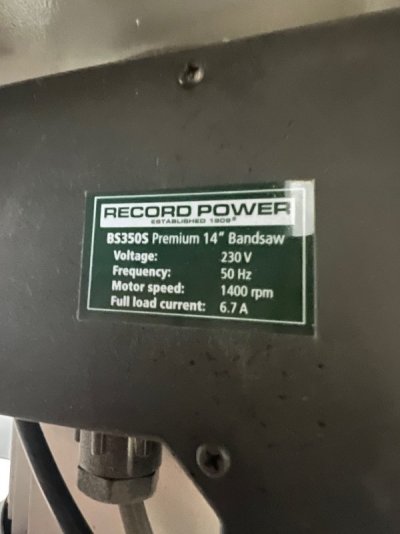 RECORD POWER
ESTABLISHED 1909®
BS350S Premium 14" Bandsaw
Voltage: 230 V
Frequency: 50 Hz
Motor speed: 1400 rpm
Full load current: 6.7 A